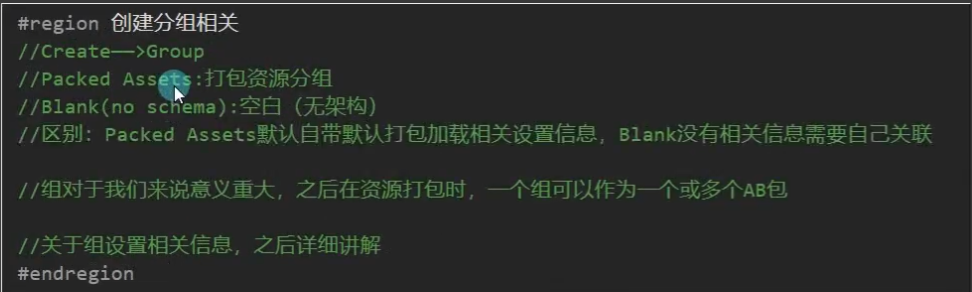 #region 创建分组相关
//Create——>Group
//Packed Assets:打包资源分组
//Blank(no schema):空白（无架构）
//区别：Packed Assets默认自带默认打包加载相关设置信息，Blank没有相关信息需要自己关联
//组对于我们来说意义重大，之后在资源打包时，一个组可以作为一个或多个AB包
//关于组设置相关信息，之后详细讲解
#endregion